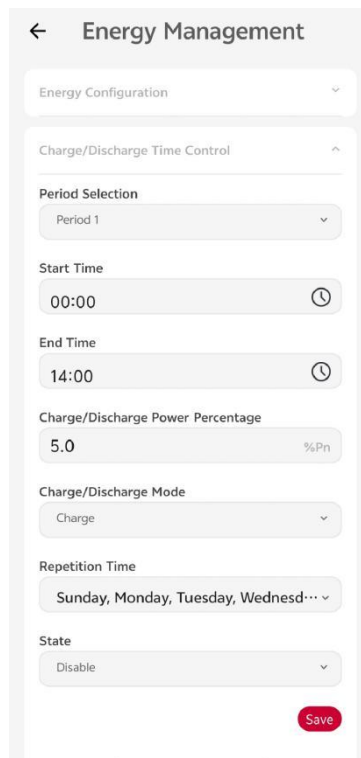 Energy Management
Energy Configuration
Charge/Discharge Time Control
Period Selection
Period 1
Start Time
00:00
End Time
14:00
Charge/Discharge Power Percentage
5.0 %Pn
Charge/Discharge Mode
Charge
Repetition Time
Sunday, Monday, Tuesday, Wednesd···
State
Disable
Save